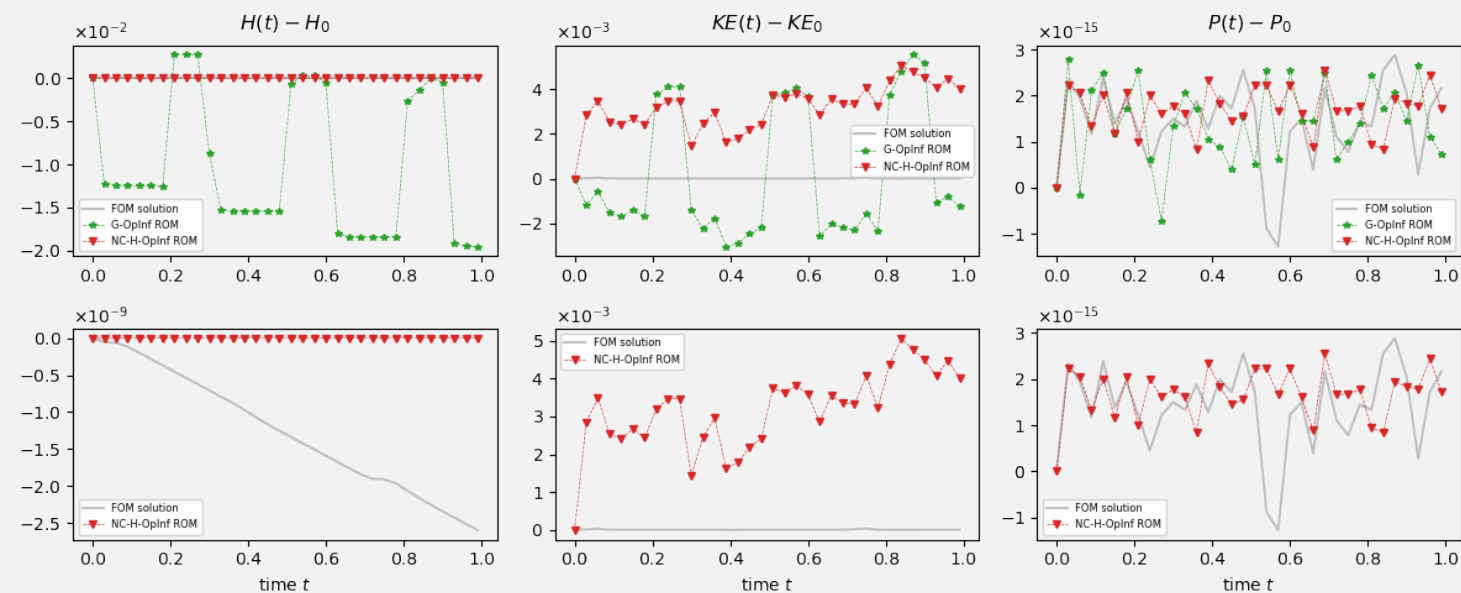 H(t) − H₀
KE(t) − KE₀
P(t) − P₀
×10⁻²
0.0
−0.5
−1.0
−1.5
−2.0
0.0 0.2 0.4 0.6 0.8 1.0
FOM solution
G-OpInf ROM
NC-H-OpInf ROM
×10⁻³
4
2
0
−2
0.0 0.2 0.4 0.6 0.8 1.0
FOM solution
G-OpInf ROM
NC-H-OpInf ROM
×10⁻¹⁵
3
2
1
0
−1
0.0 0.2 0.4 0.6 0.8 1.0
FOM solution
G-OpInf ROM
NC-H-OpInf ROM
×10⁻⁹
0.0
−0.5
−1.0
−1.5
−2.0
−2.5
0.0 0.2 0.4 0.6 0.8 1.0
time t
FOM solution
NC-H-OpInf ROM
×10⁻³
5
4
3
2
1
0
0.0 0.2 0.4 0.6 0.8 1.0
time t
FOM solution
NC-H-OpInf ROM
×10⁻¹⁵
3
2
1
0
−1
0.0 0.2 0.4 0.6 0.8 1.0
time t
FOM solution
NC-H-OpInf ROM